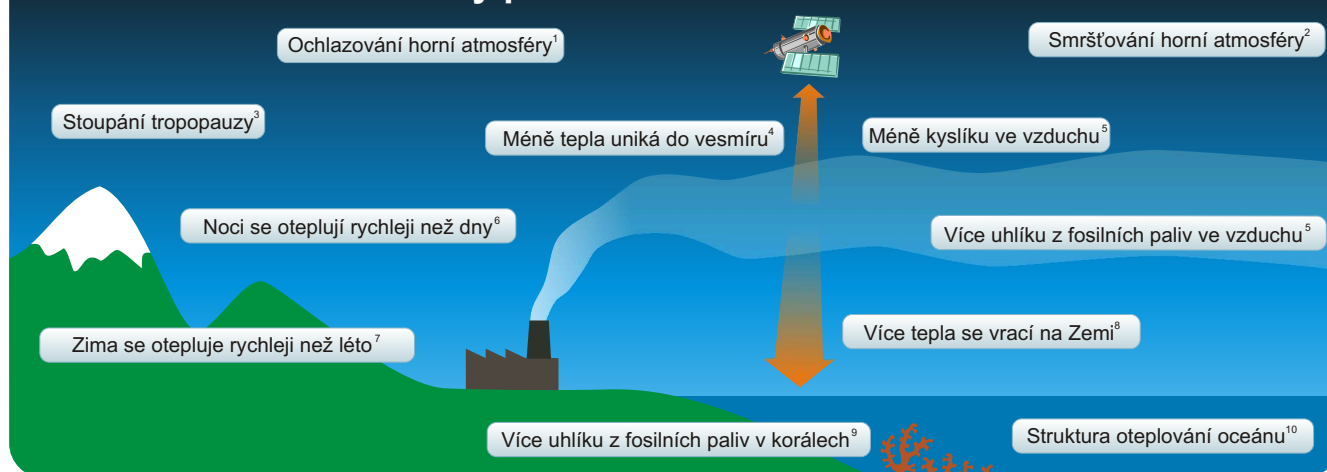 Ochlazování horní atmosféry¹
Smršťování horní atmosféry²
Stoupání tropopauzy³
Méně tepla uniká do vesmíru⁴
Méně kyslíku ve vzduchu⁵
Noci se oteplují rychleji než dny⁶
Více uhlíku z fosilních paliv ve vzduchu⁵
Zima se otepluje rychleji než léto⁷
Více tepla se vrací na Zemi⁸
Více uhlíku z fosilních paliv v korálech⁹
Struktura oteplování oceánu¹⁰